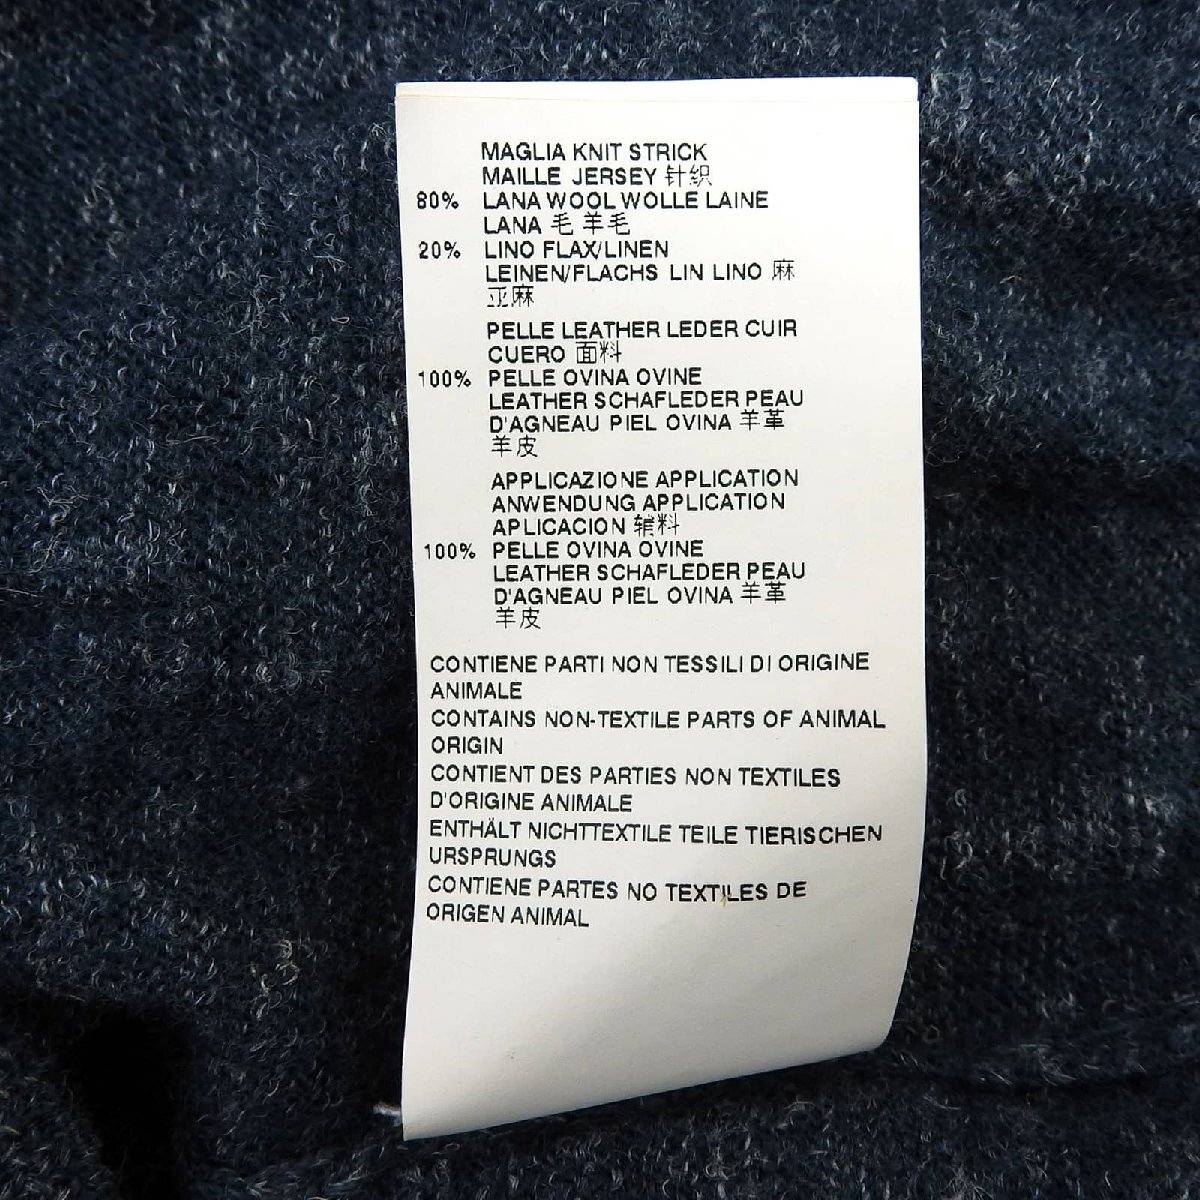 MAGLIA KNIT STRICK
MAILLE JERSEY 针织
80% LANA WOOL WOLLE LAINE
LANA 毛 羊毛
20% LINO FLAX/LINEN
LEINEN/FLACHS LIN LINO 麻
亚麻
PELLE LEATHER LEDER CUIR
CUERO 面料
100% PELLE OVINA OVINE
LEATHER SCHAFLEDER PEAU
D'AGNEAU PIEL OVINA 羊革
羊皮
APPLICAZIONE APPLICATION
ANWENDUNG APPLICATION
APLICACION 辅料
100% PELLE OVINA OVINE
LEATHER SCHAFLEDER PEAU
D'AGNEAU PIEL OVINA 羊革
羊皮
CONTIENE PARTI NON TESSILI DI ORIGINE
ANIMALE
CONTAINS NON-TEXTILE PARTS OF ANIMAL
ORIGIN
CONTIENT DES PARTIES NON TEXTILES
D'ORIGINE ANIMALE
ENTHÄLT NICHTTEXTILE TEILE TIERISCHEN
URSPRUNGS
CONTIENE PARTES NO TEXTILES DE
ORIGEN ANIMAL